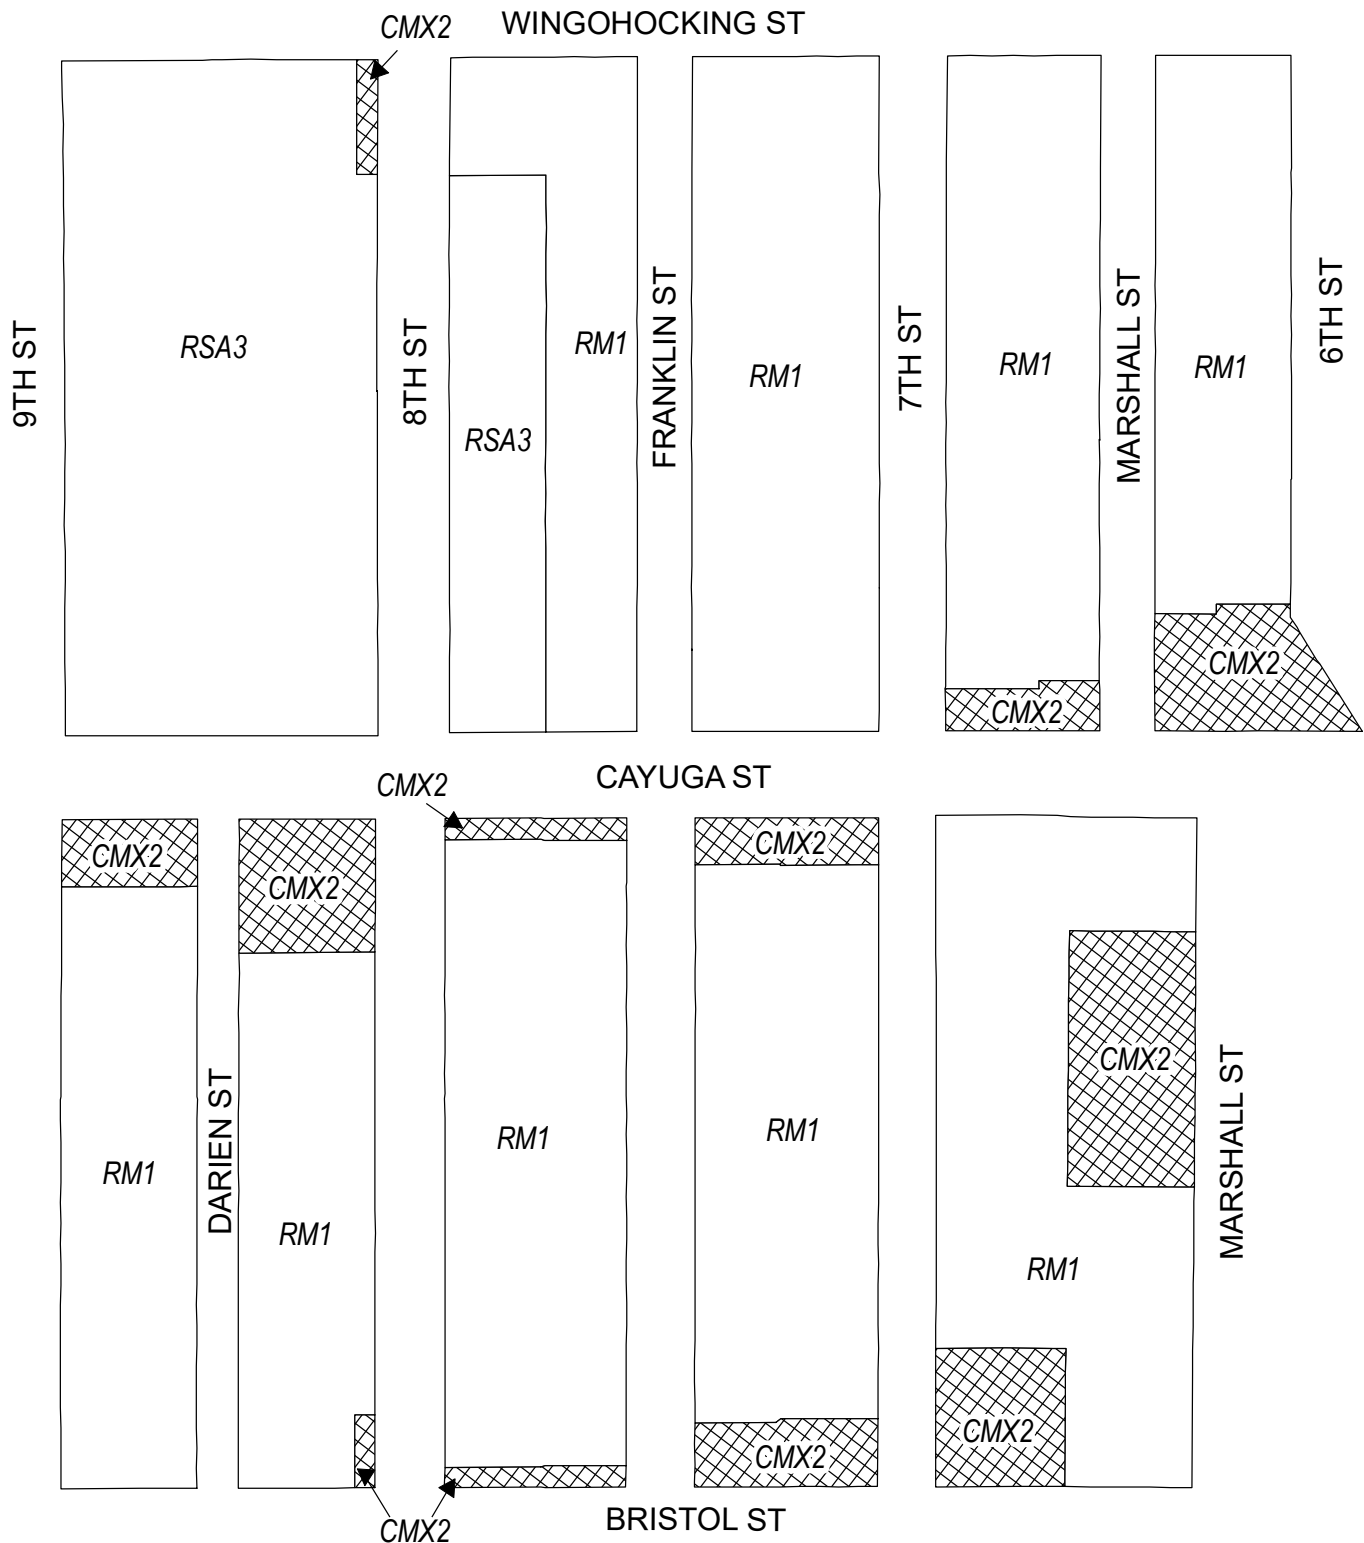 CMX2
WINGOHOCKING ST
9TH ST
RSA3
8TH ST
RSA3
RM1
FRANKLIN ST
RM1
7TH ST
RM1
MARSHALL ST
RM1
6TH ST
CMX2
CMX2
CMX2
CAYUGA ST
CMX2
CMX2
CMX2
CMX2
RM1
DARIEN ST
RM1
RM1
RM1
RM1
MARSHALL ST
CMX2
CMX2
CMX2
BRISTOL ST